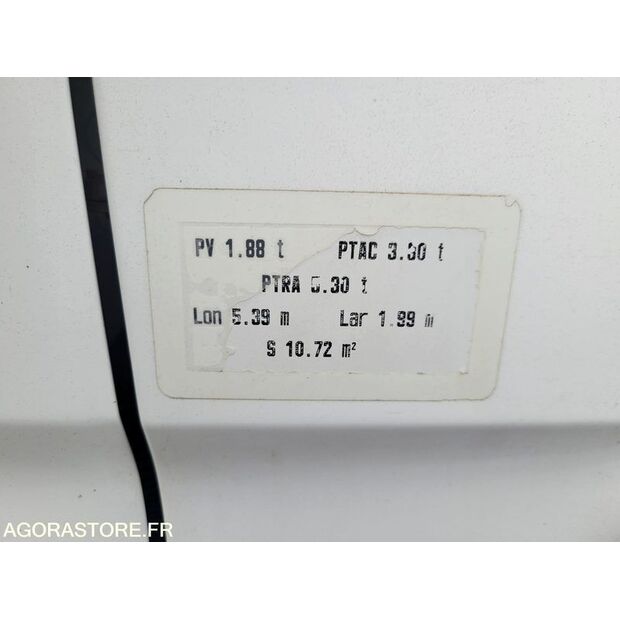 PV 1.88 t PTAC 3.30 t
PTRA 5.30 t
Lon 5.39 m Lar 1.99 m
S 10.72 m²
AGORASTORE.FR